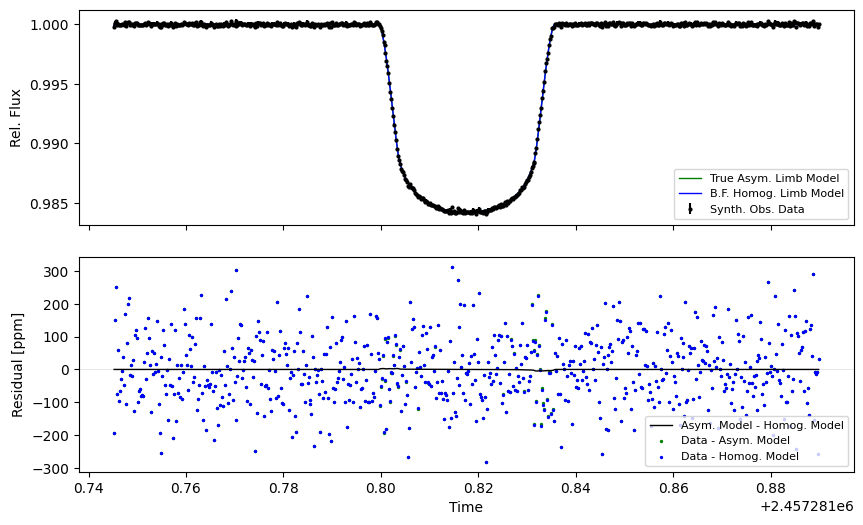 1.000
0.995
0.990
0.985
Rel. Flux
True Asym. Limb Model
B.F. Homog. Limb Model
Synth. Obs. Data
300
200
100
0
−100
−200
−300
Residual [ppm]
Asym. Model - Homog. Model
Data - Asym. Model
Data - Homog. Model
0.74 0.76 0.78 0.80 0.82 0.84 0.86 0.88
Time
+2.457281e6